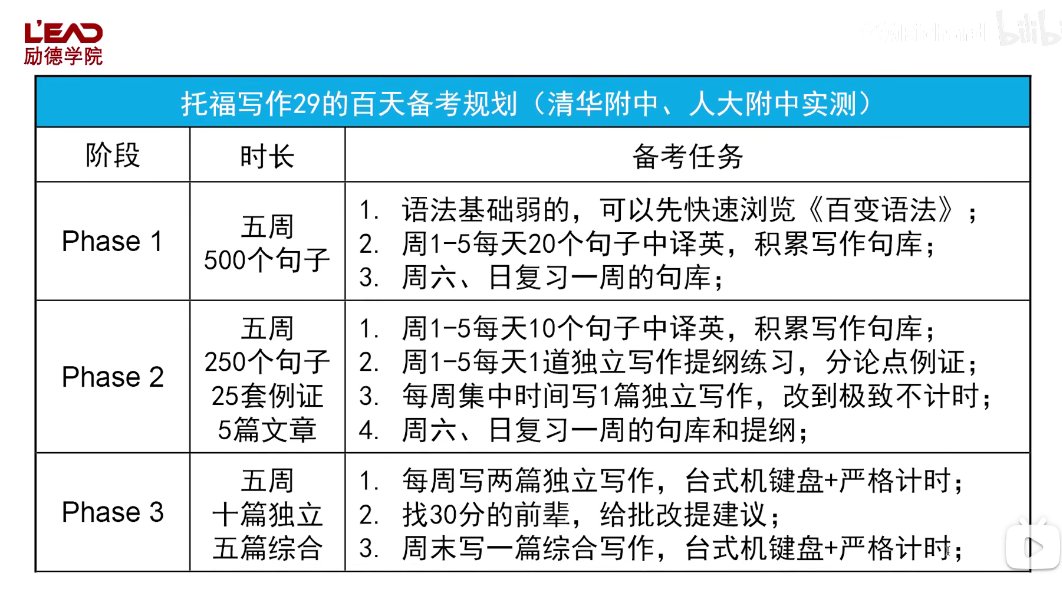 L'EAD
励德学院
bilib
托福写作29的百天备考规划（清华附中、人大附中实测）
阶段
时长
备考任务
Phase 1
五周
500个句子
1. 语法基础弱的，可以先快速浏览《百变语法》；
2. 周1-5每天20个句子中译英，积累写作句库；
3. 周六、日复习一周的句库；
Phase 2
五周
250个句子
25套例证
5篇文章
1. 周1-5每天10个句子中译英，积累写作句库；
2. 周1-5每天1道独立写作提纲练习，分论点例证；
3. 每周集中时间写1篇独立写作，改到极致不计时；
4. 周六、日复习一周的句库和提纲；
Phase 3
五周
十篇独立
五篇综合
1. 每周写两篇独立写作，台式机键盘+严格计时；
2. 找30分的前辈，给批改提建议；
3. 周末写一篇综合写作，台式机键盘+严格计时；